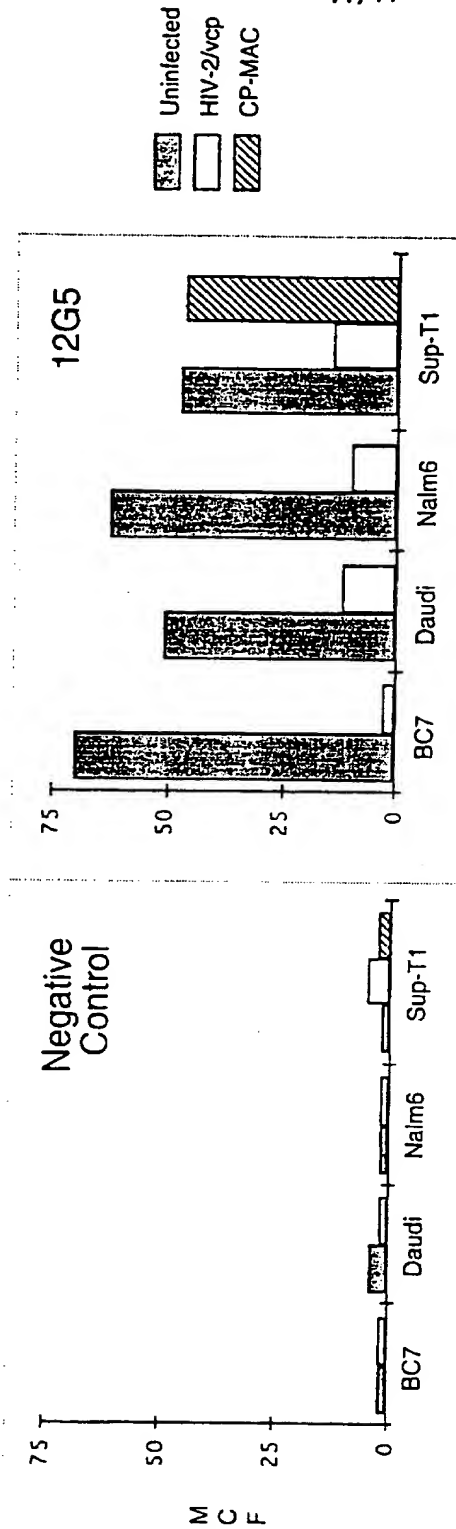 Negative
Control
75
50
25
0
M
C
F
BC7
Daudi
Nalm6
Sup-T1
12G5
75
50
25
0
BC7
Daudi
Nalm6
Sup-T1
Uninfected
HIV-2/vcp
CP-MAC